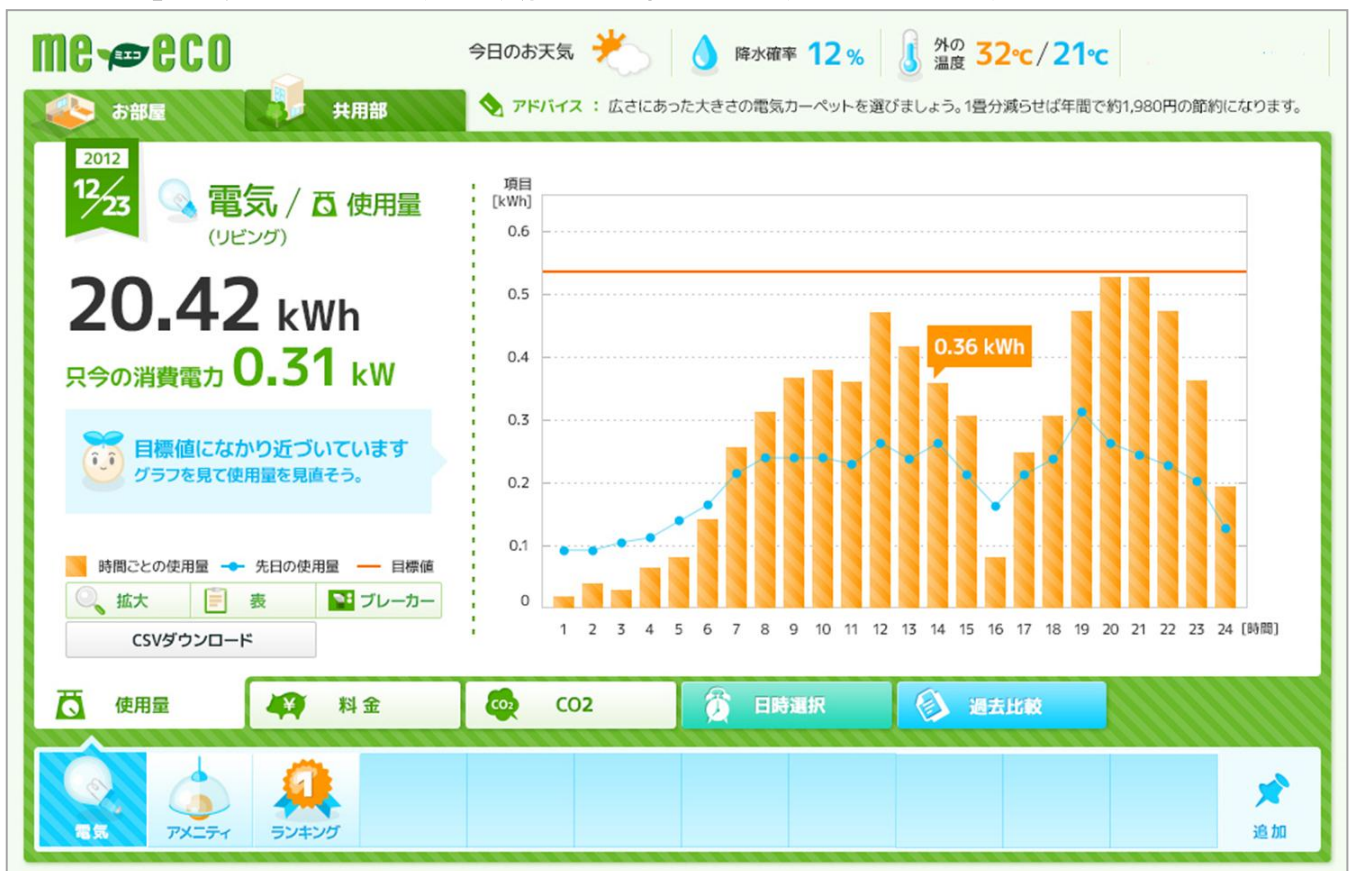 me eco
ミエコ
今日のお天気
降水確率 12 %
外の温度 32℃/21℃
お部屋
共用部
アドバイス : 広さにあった大きさの電気カーペットを選びましょう。1畳分減らせば年間で約1,980円の節約になります。
2012
12/23
電気 / 使用量
(リビング)
20.42 kWh
只今の消費電力 0.31 kW
目標値になかり近づいています
グラフを見て使用量を見直そう。
時間ごとの使用量 先日の使用量 目標値
拡大 表 ブレーカー
CSVダウンロード
項目
[kWh]
0.6
0.5
0.4
0.3
0.2
0.1
0
0.36 kWh
1 2 3 4 5 6 7 8 9 10 11 12 13 14 15 16 17 18 19 20 21 22 23 24 [時間]
使用量
¥ 料金
CO2 CO2
日時選択
過去比較
電気
アメニティ
1
ランキング
追加